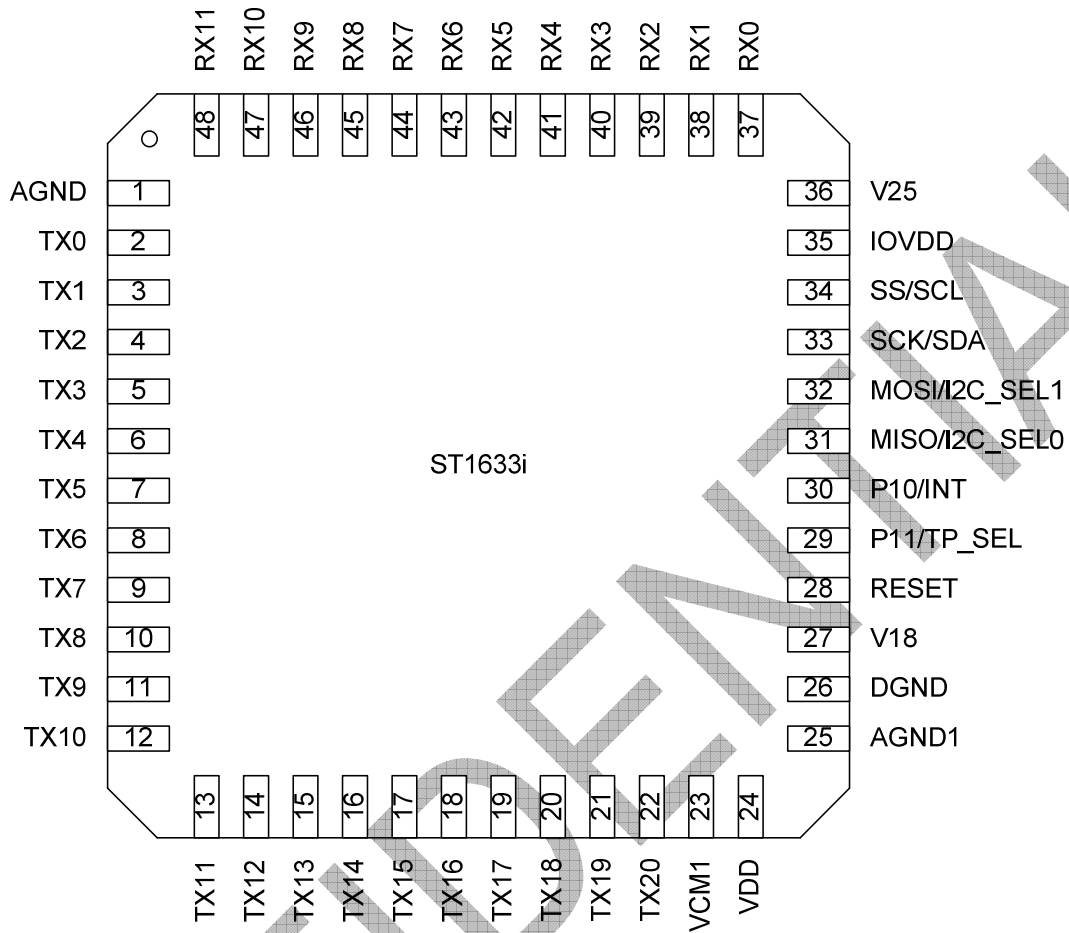 RX11 RX10 RX9 RX8 RX7 RX6 RX5 RX4 RX3 RX2 RX1 RX0
48 47 46 45 44 43 42 41 40 39 38 37
AGND 1 36 V25
TX0 2 35 IOVDD
TX1 3 34 SS/SCL
TX2 4 33 SCK/SDA
TX3 5 32 MOSI/I2C_SEL1
TX4 6 31 MISO/I2C_SEL0
ST1633i
TX5 7 30 P10/INT
TX6 8 29 P11/TP_SEL
TX7 9 28 RESET
TX8 10 27 V18
TX9 11 26 DGND
TX10 12 25 AGND1
13 14 15 16 17 18 19 20 21 22 23 24
TX11 TX12 TX13 TX14 TX15 TX16 TX17 TX18 TX19 TX20 VCM1 VDD
IDENTIA